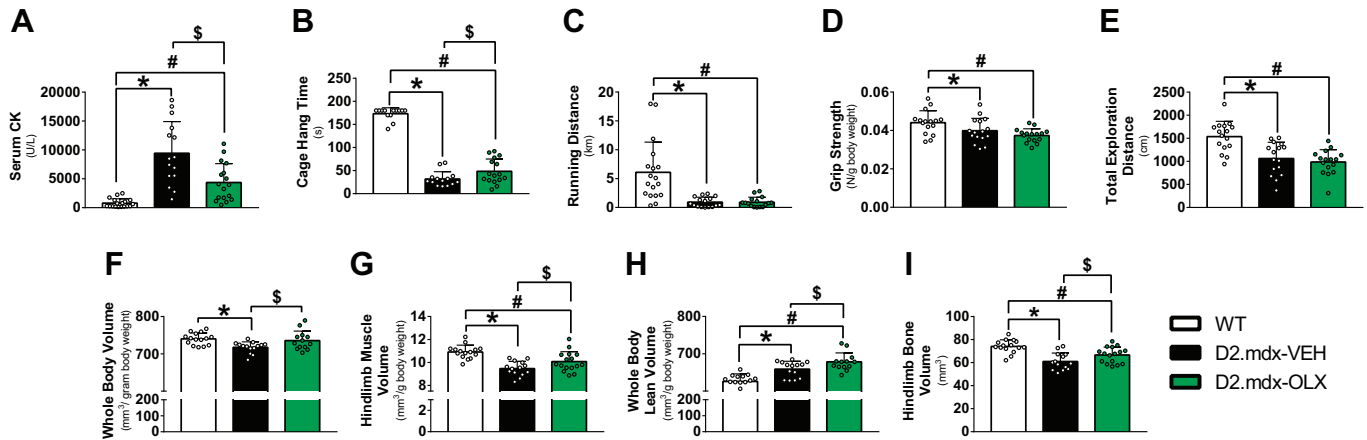 A
Serum CK
(U/L)
20000
15000
10000
5000
0
*
#
$
B
Cage Hang Time
(s)
250
200
150
100
50
0
*
#
$
C
Running Distance
(km)
20
15
10
5
0
*
#
D
Grip Strength
(N/g body weight)
0.06
0.04
0.02
0.00
*
#
E
Total Exploration
Distance
(cm)
2500
2000
1500
1000
500
0
*
#
F
Whole Body Volume
(mm³/ gram body weight)
800
700
200
100
0
*
$
G
Hindlimb Muscle
Volume
(mm³/g body weight)
12
10
8
2
0
*
#
$
H
Whole Body
Lean Volume
(mm³/g body weight)
800
700
600
200
100
0
*
#
$
I
Hindlimb Bone
Volume
(mm³)
100
80
60
40
20
0
*
#
$
WT
D2.mdx-VEH
D2.mdx-OLX